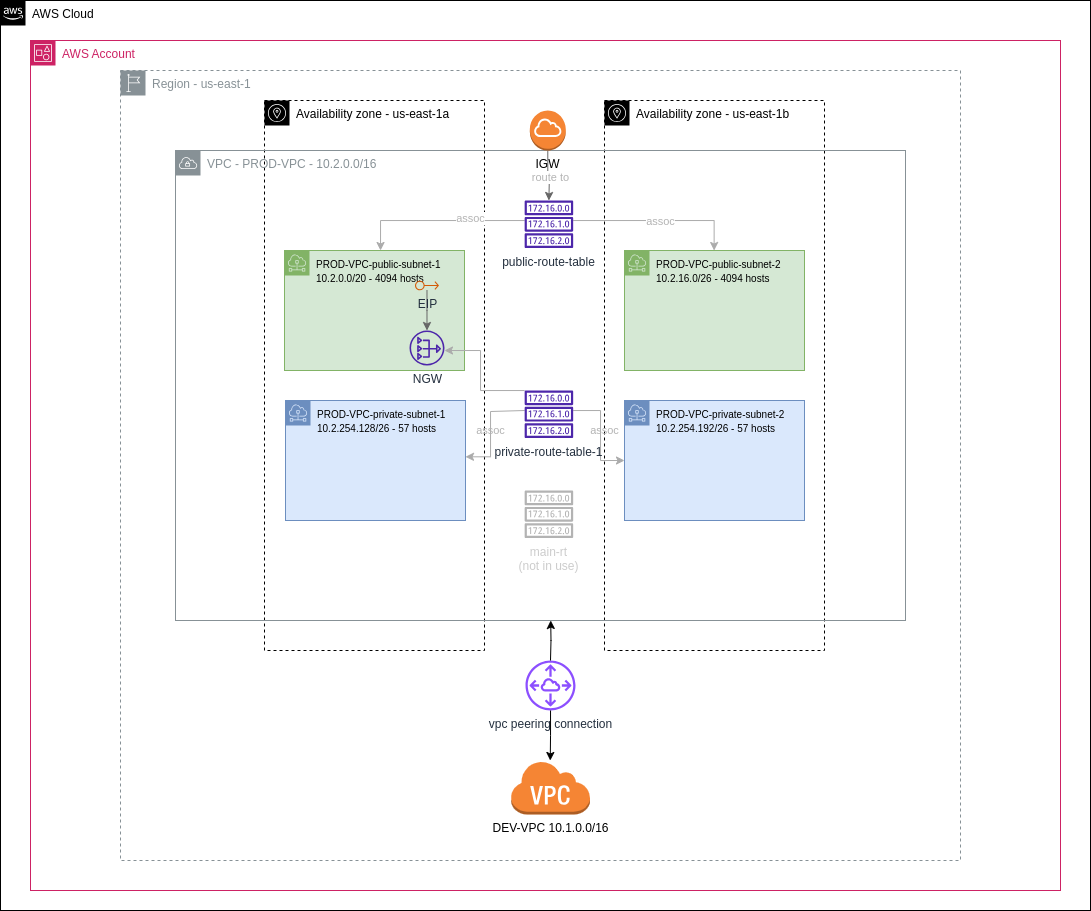 aws
AWS Cloud
AWS Account
Region - us-east-1
Availability zone - us-east-1a
Availability zone - us-east-1b
VPC - PROD-VPC - 10.2.0.0/16
IGW
route to
172.16.0.0
172.16.1.0
172.16.2.0
assoc
assoc
public-route-table
PROD-VPC-public-subnet-1
10.2.0.0/20 - 4094 hosts
EIP
NGW
PROD-VPC-public-subnet-2
10.2.16.0/26 - 4094 hosts
172.16.0.0
172.16.1.0
172.16.2.0
assoc
assoc
private-route-table-1
PROD-VPC-private-subnet-1
10.2.254.128/26 - 57 hosts
PROD-VPC-private-subnet-2
10.2.254.192/26 - 57 hosts
172.16.0.0
172.16.1.0
172.16.2.0
main-rt
(not in use)
vpc peering connection
VPC
DEV-VPC 10.1.0.0/16